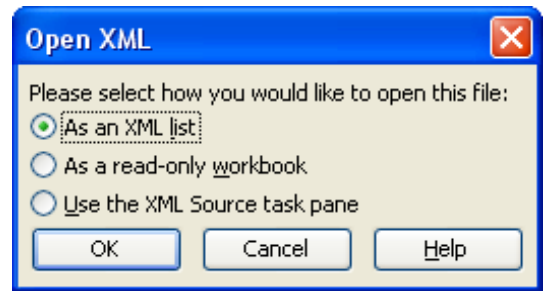 Open XML
Please select how you would like to open this file:
As an XML list
As a read-only workbook
Use the XML Source task pane
OK Cancel Help